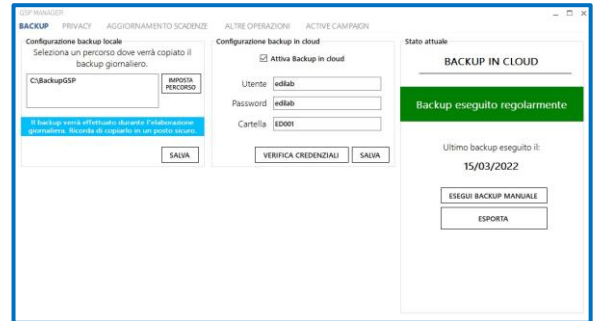 GSP MANAGER
BACKUP PRIVACY AGGIORNAMENTO SCADENZE ALTRE OPERAZIONI ACTIVE CAMPAIGN
Configurazione backup locale
Seleziona un percorso dove verrà copiato il
backup giornaliero.
C:\BackupGSP
IMPOSTA
PERCORSO
Il backup verrà effettuato durante l'elaborazione
giornaliera. Ricorda di copiarlo in un posto sicuro.
SALVA
Configurazione backup in cloud
Attiva Backup in cloud
Utente edilab
Password edilab
Cartella ED001
VERIFICA CREDENZIALI SALVA
Stato attuale
BACKUP IN CLOUD
Backup eseguito regolarmente
Ultimo backup eseguito il:
15/03/2022
ESEGUI BACKUP MANUALE
ESPORTA